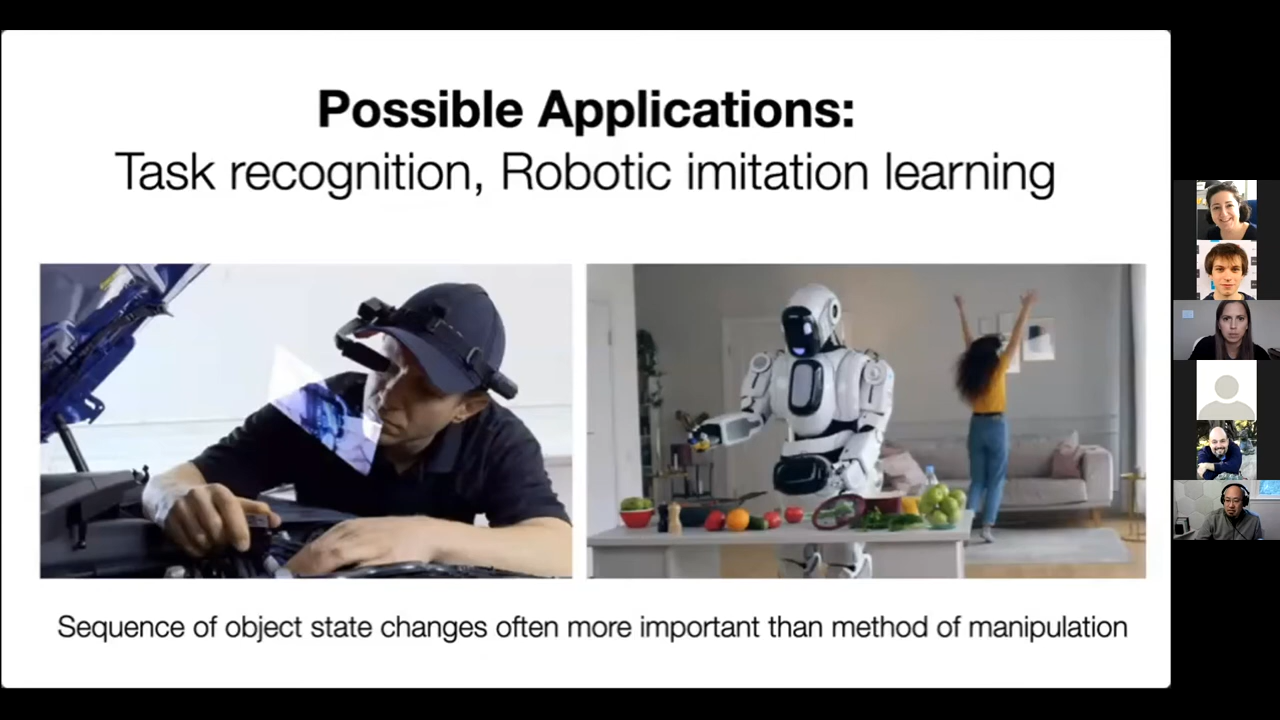 Possible Applications:
Task recognition, Robotic imitation learning
Sequence of object state changes often more important than method of manipulation